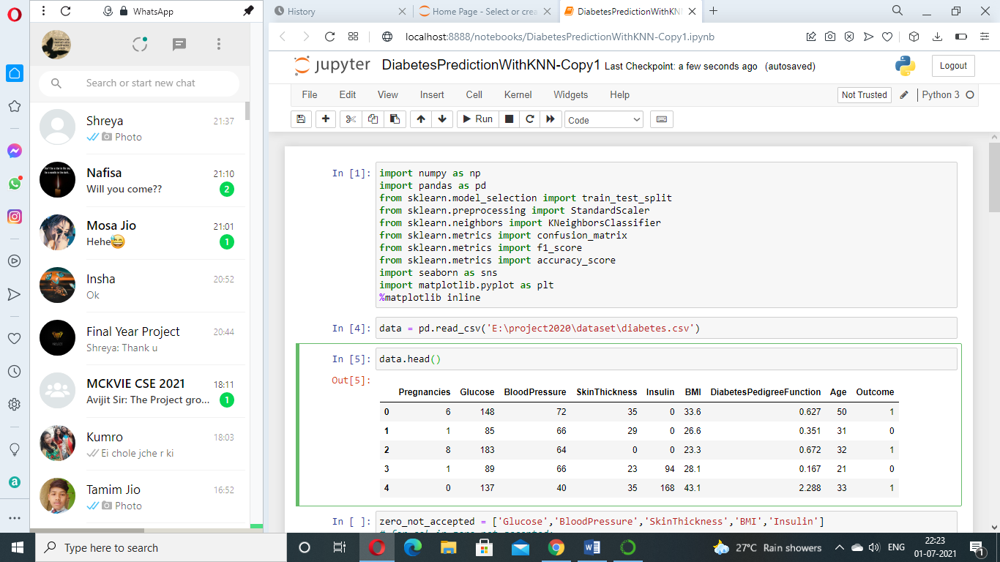 WhatsApp
Search or start new chat
Shreya 21:37
Photo
Nafisa 21:10
Will you come?? 2
Mosa Jio 21:01
Hehe😅 1
Insha 20:52
Ok
Final Year Project 20:44
Shreya: Thank u
MCKVIE CSE 2021 18:11
Avijit Sir: The Project gro... 1
Kumro 18:03
Ei chole jche r ki
Tamim Jio 16:52
Photo
History
Home Page - Select or crea
DiabetesPredictionWithKNN
localhost:8888/notebooks/DiabetesPredictionWithKNN-Copy1.ipynb
jupyter DiabetesPredictionWithKNN-Copy1 Last Checkpoint: a few seconds ago (autosaved)
Logout
File Edit View Insert Cell Kernel Widgets Help
Not Trusted Python 3
Run Code
In [1]: import numpy as np
import pandas as pd
from sklearn.model_selection import train_test_split
from sklearn.preprocessing import StandardScaler
from sklearn.neighbors import KNeighborsClassifier
from sklearn.metrics import confusion_matrix
from sklearn.metrics import f1_score
from sklearn.metrics import accuracy_score
import seaborn as sns
import matplotlib.pyplot as plt
%matplotlib inline
In [4]: data = pd.read_csv('E:\project2020\dataset\diabetes.csv')
In [5]: data.head()
Out[5]:
Pregnancies Glucose BloodPressure SkinThickness Insulin BMI DiabetesPedigreeFunction Age Outcome
0 6 148 72 35 0 33.6 0.627 50 1
1 1 85 66 29 0 26.6 0.351 31 0
2 8 183 64 0 0 23.3 0.672 32 1
3 1 89 66 23 94 28.1 0.167 21 0
4 0 137 40 35 168 43.1 2.288 33 1
In [ ]: zero_not_accepted = ['Glucose','BloodPressure','SkinThickness','BMI','Insulin']
Type here to search
27°C Rain showers
ENG
22:23
01-07-2021
1